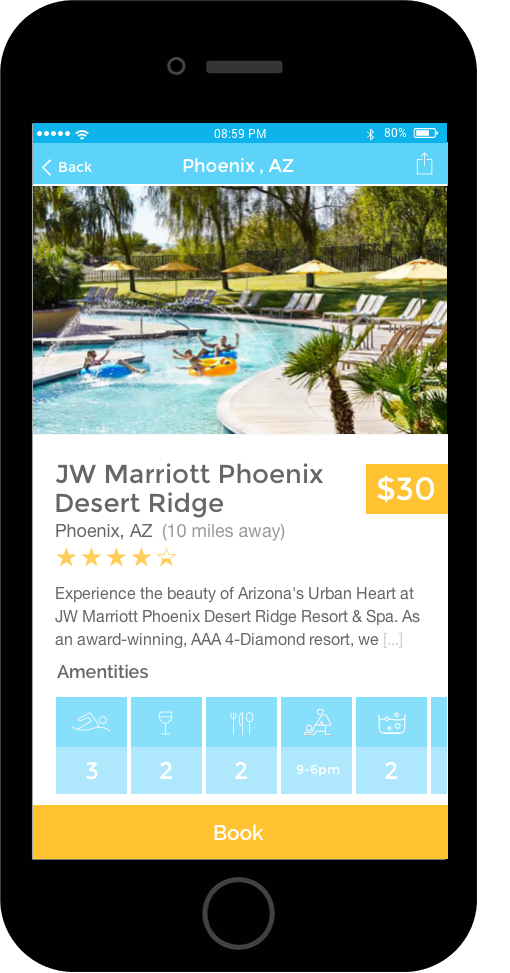 08:59 PM
80%
Back
Phoenix , AZ
JW Marriott Phoenix
Desert Ridge
$30
Phoenix, AZ (10 miles away)
Experience the beauty of Arizona's Urban Heart at
JW Marriott Phoenix Desert Ridge Resort & Spa. As
an award-winning, AAA 4-Diamond resort, we [...]
Amentities
3 2 2 9-6pm 2
Book